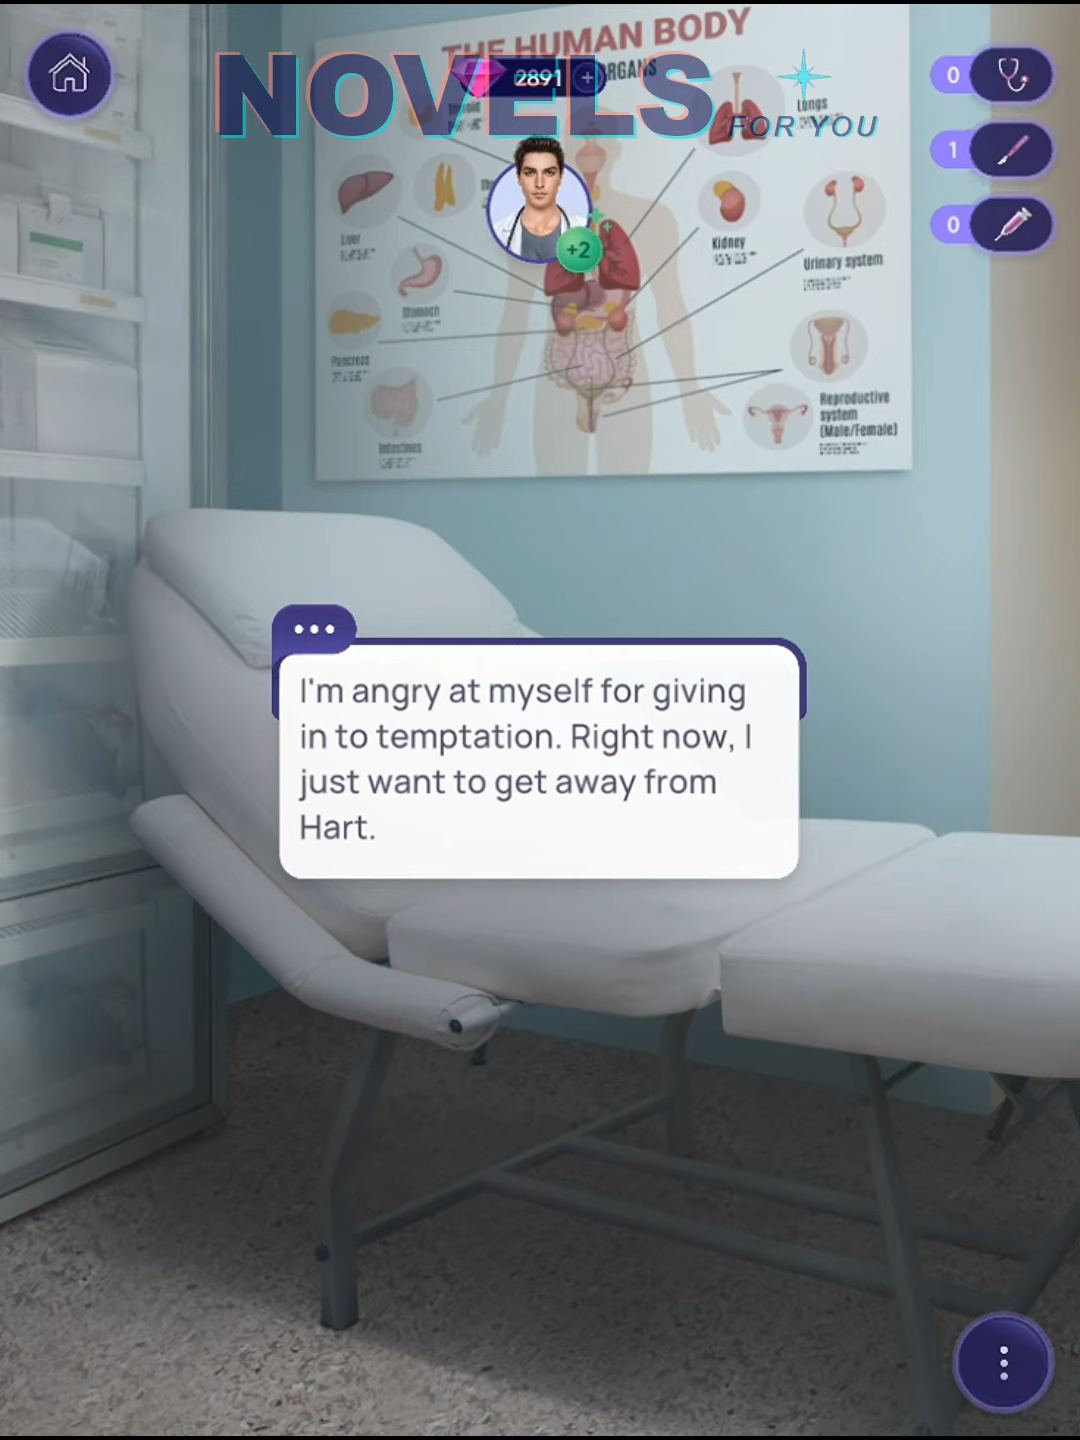 THE HUMAN BODY
ORGANS
NOVELS
FOR YOU
2891
+
0
1
0
+2
Thyroid
Lungs
Liver
Kidney
Urinary system
Stomach
Pancreas
Intestines
Reproductive
system
(Male/Female)
I'm angry at myself for giving
in to temptation. Right now, I
just want to get away from
Hart.